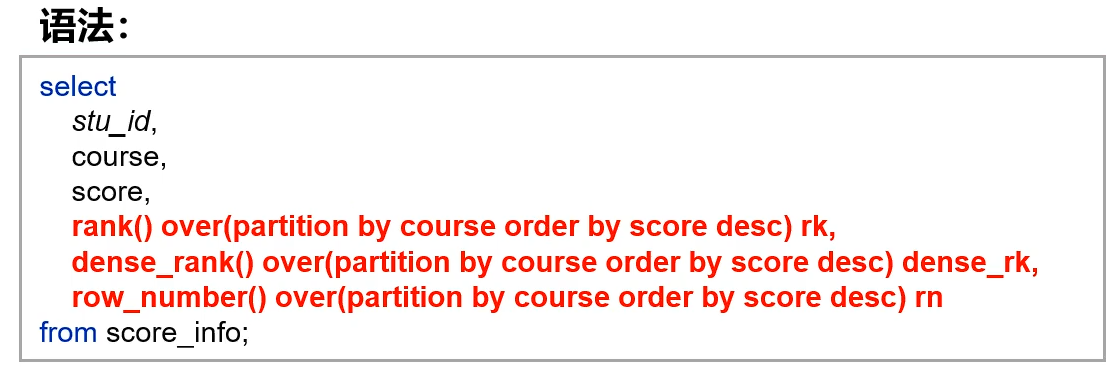 语法：
select
stu_id,
course,
score,
rank() over(partition by course order by score desc) rk,
dense_rank() over(partition by course order by score desc) dense_rk,
row_number() over(partition by course order by score desc) rn
from score_info;